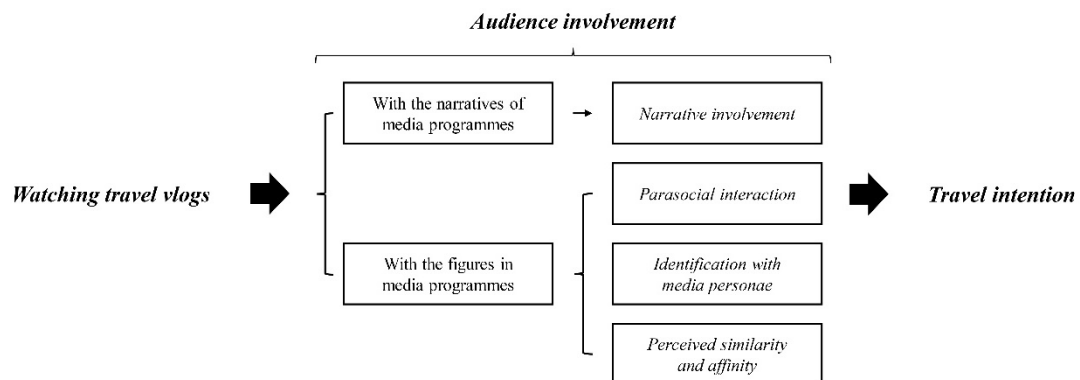 Audience involvement
With the narratives of
media programmes
Narrative involvement
Watching travel vlogs
Parasocial interaction
Travel intention
With the figures in
media programmes
Identification with
media personae
Perceived similarity
and affinity